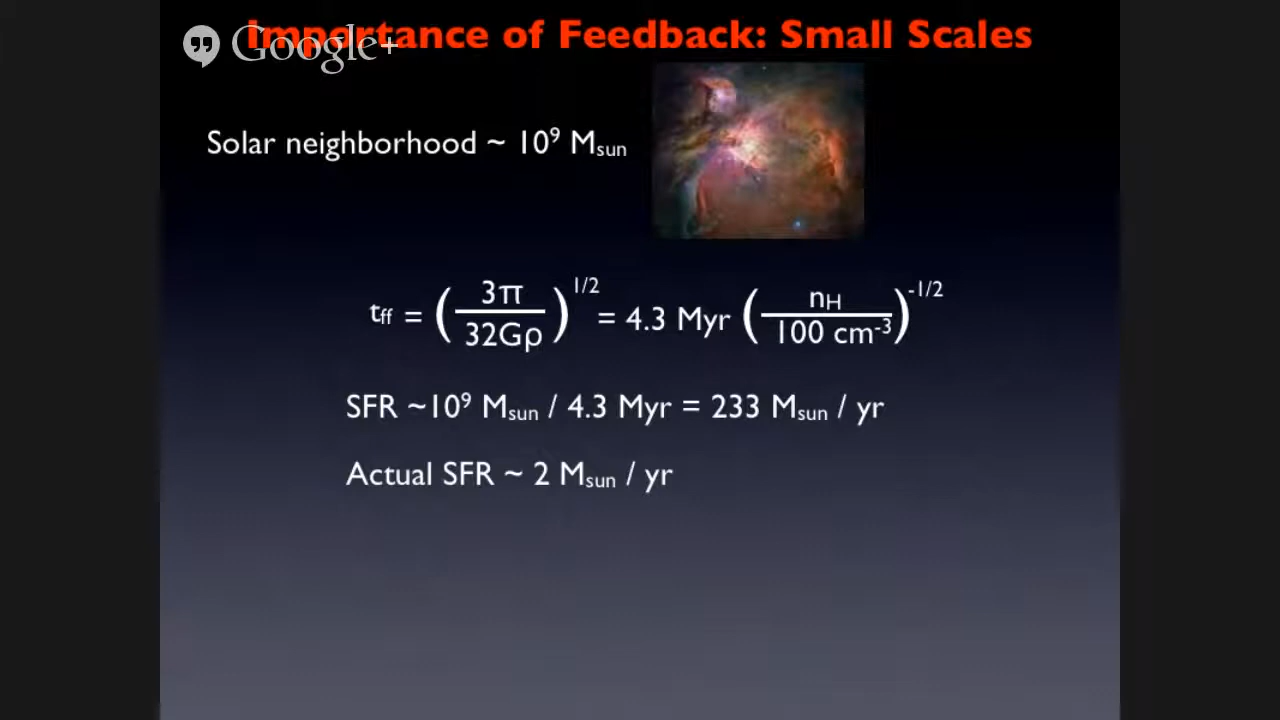 Importance of Feedback: Small Scales
Google+
Solar neighborhood ~ 10⁹ Msun
tff = (3π / 32Gρ)^1/2 = 4.3 Myr (nH / 100 cm⁻³)^-1/2
SFR ~10⁹ Msun / 4.3 Myr = 233 Msun / yr
Actual SFR ~ 2 Msun / yr